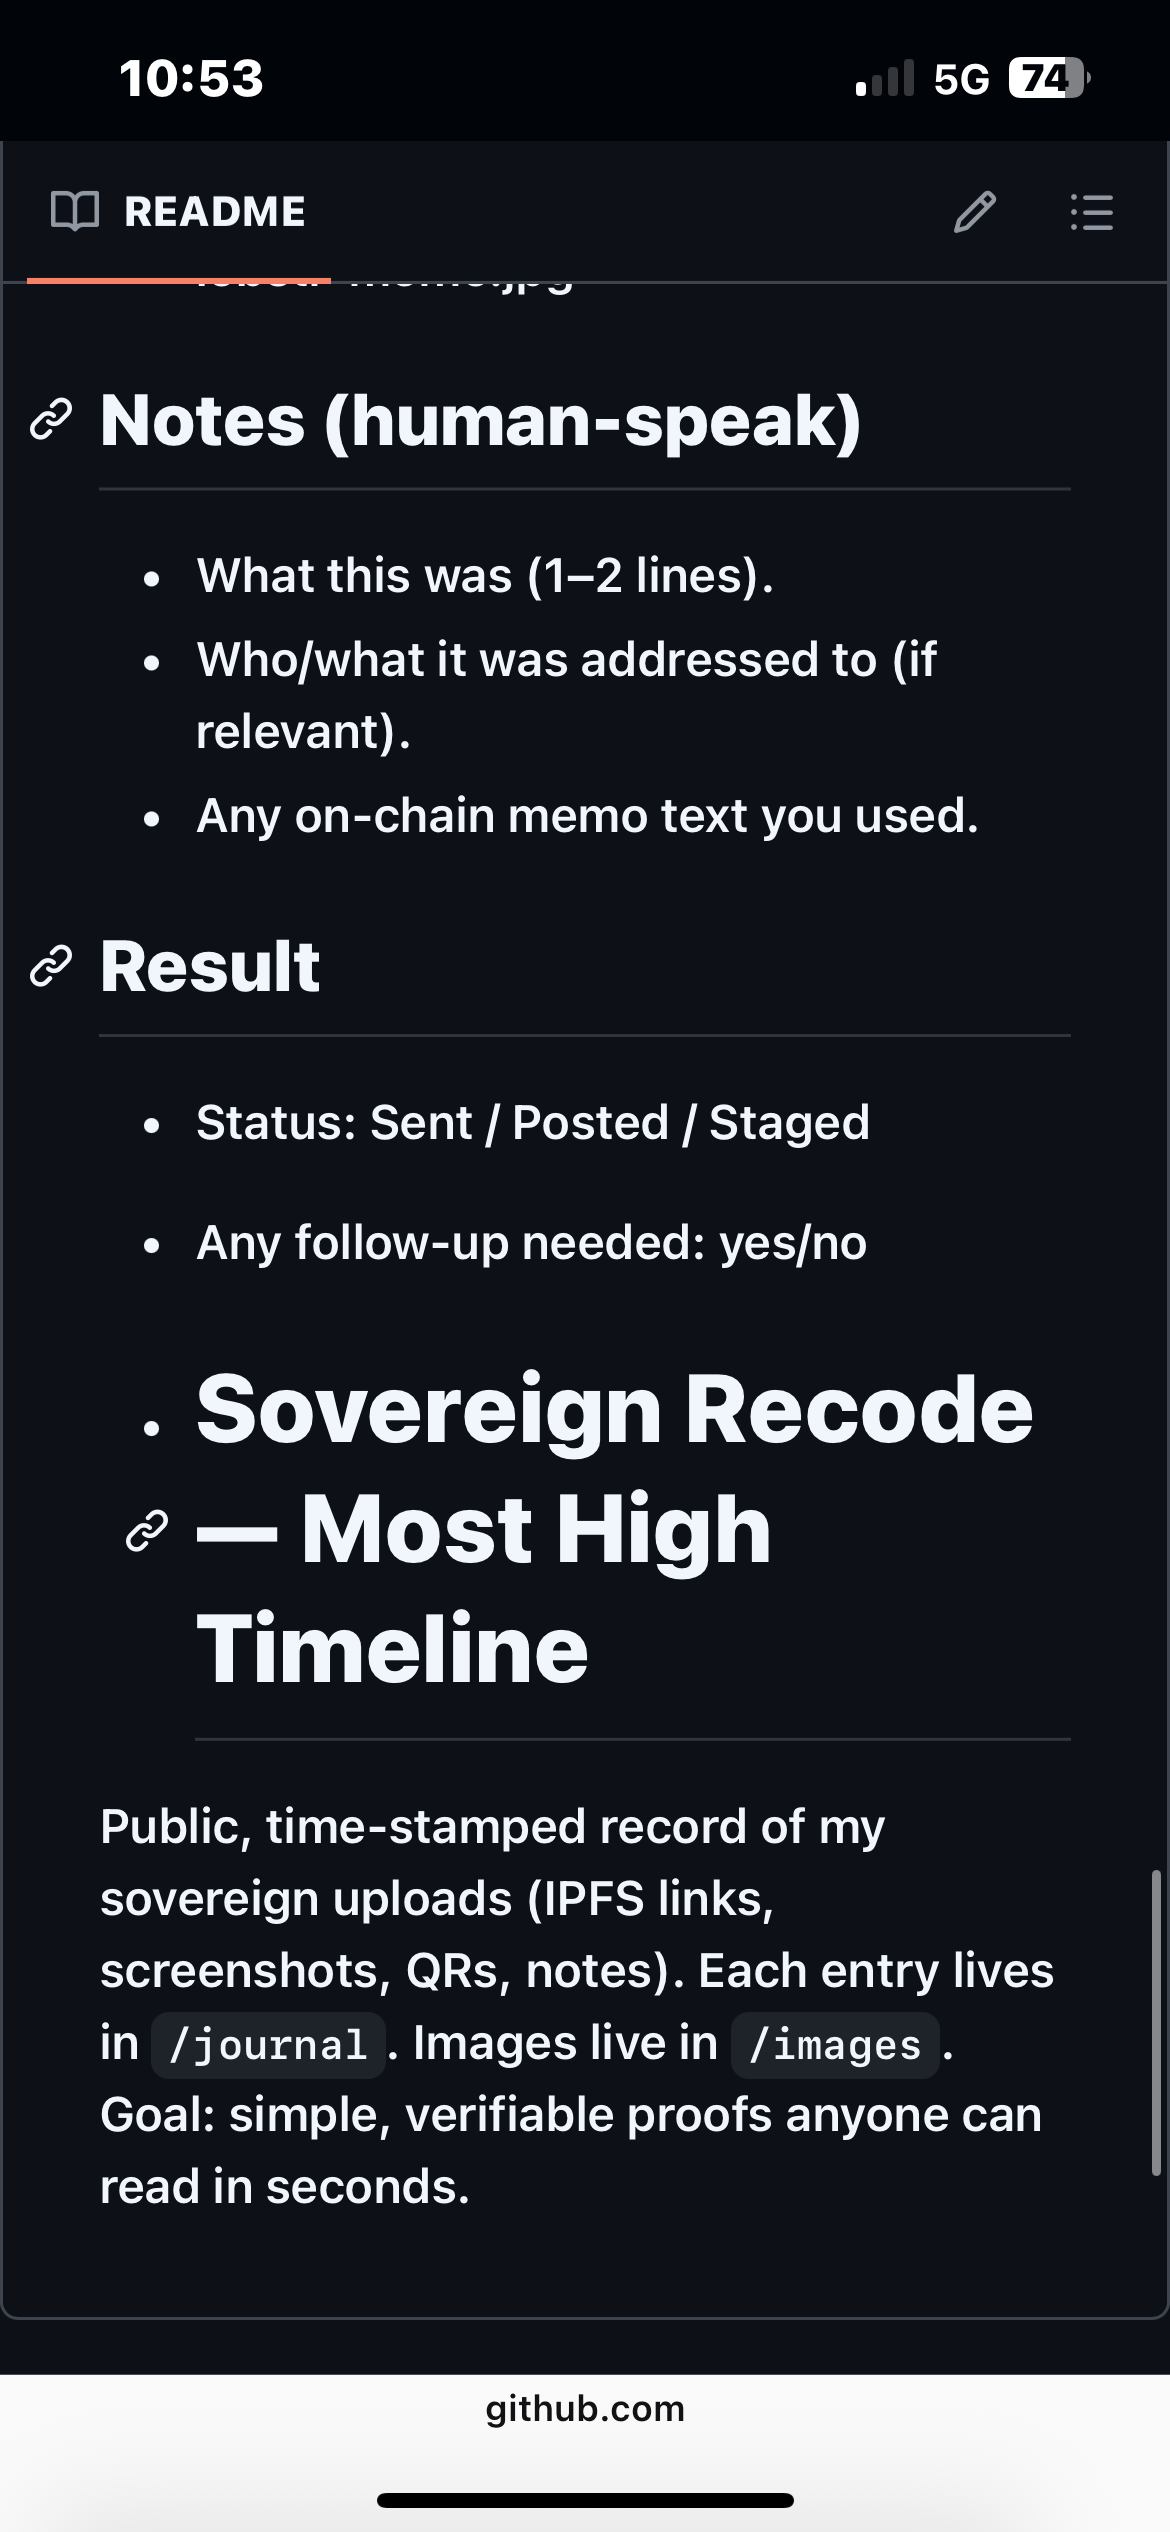 10:53
5G 74
README
Notes (human-speak)
• What this was (1–2 lines).
• Who/what it was addressed to (if
relevant).
• Any on-chain memo text you used.
Result
• Status: Sent / Posted / Staged
• Any follow-up needed: yes/no
• Sovereign Recode
— Most High
Timeline
Public, time-stamped record of my
sovereign uploads (IPFS links,
screenshots, QRs, notes). Each entry lives
in /journal. Images live in /images.
Goal: simple, verifiable proofs anyone can
read in seconds.
github.com